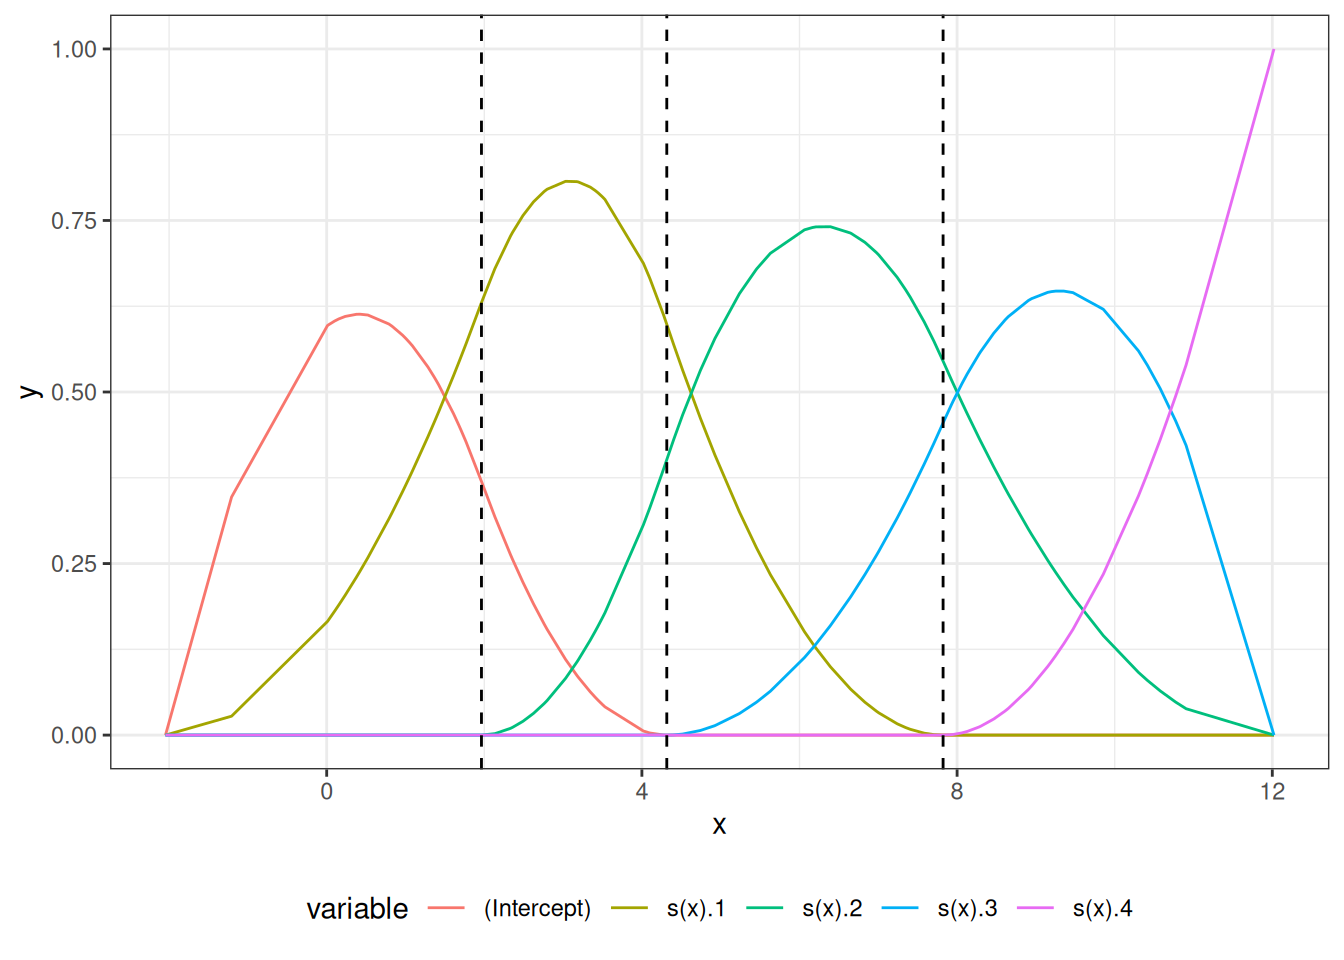 1.00
0.75
0.50
0.25
0.00
y
0 4 8 12
x
variable (Intercept) s(x).1 s(x).2 s(x).3 s(x).4